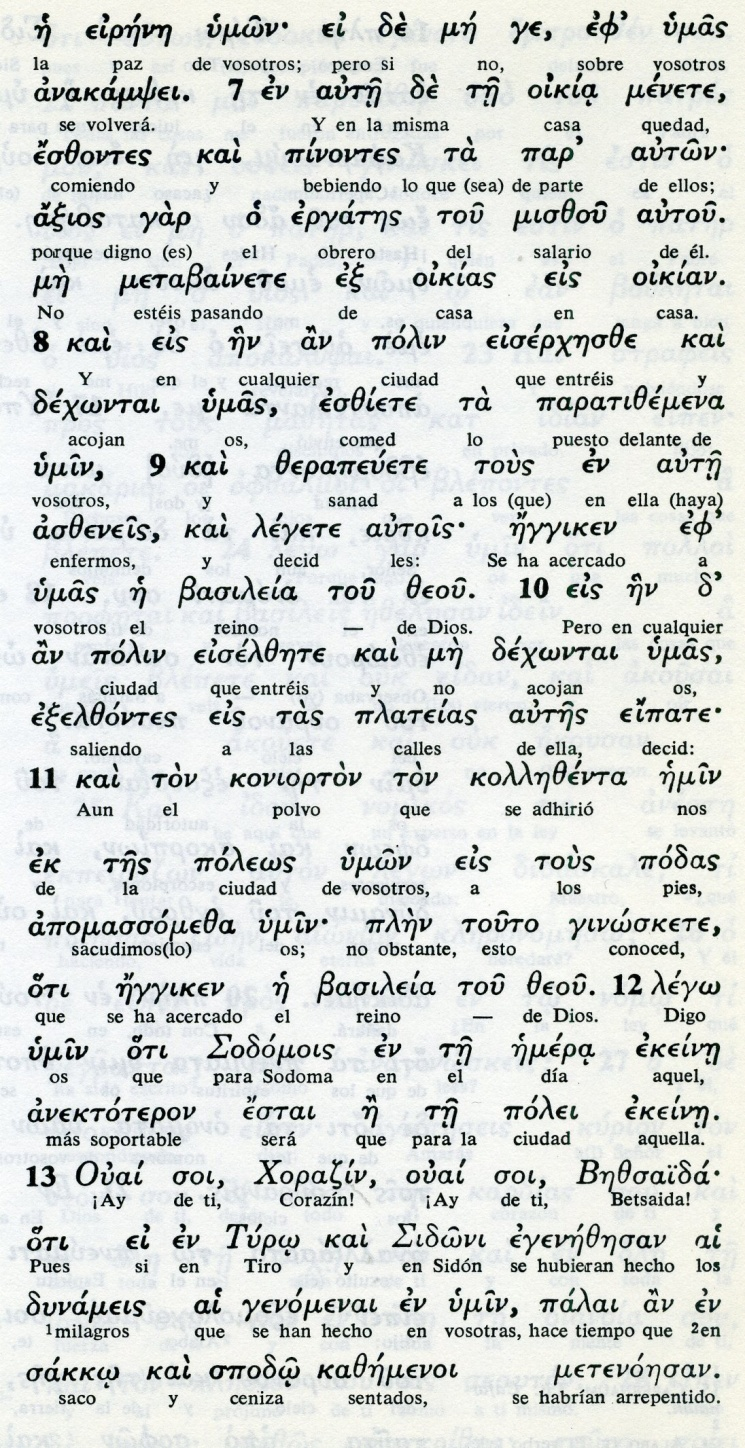 ἡ εἰρήνη ὑμῶν· εἰ δὲ μή γε, ἐφ’ ὑμᾶς
la paz de vosotros; pero si no, sobre vosotros
ἀνακάμψει. 7 ἐν αὐτῇ δὲ τῇ οἰκίᾳ μένετε,
se volverá. Y en la misma casa quedad,
ἔσθοντες καὶ πίνοντες τὰ παρ’ αὐτῶν·
comiendo y bebiendo lo que (sea) de parte de ellos;
ἄξιος γὰρ ὁ ἐργάτης τοῦ μισθοῦ αὐτοῦ.
porque digno (es) el obrero del salario de él.
μὴ μεταβαίνετε ἐξ οἰκίας εἰς οἰκίαν.
No estéis pasando de casa en casa.
8 καὶ εἰς ἣν ἂν πόλιν εἰσέρχησθε καὶ
Y en cualquier ciudad que entréis y
δέχωνται ὑμᾶς, ἐσθίετε τὰ παρατιθέμενα
acojan os, comed lo puesto delante de
ὑμῖν, 9 καὶ θεραπεύετε τοὺς ἐν αὐτῇ
vosotros, y sanad a los (que) en ella (haya)
ἀσθενεῖς, καὶ λέγετε αὐτοῖς· ἤγγικεν ἐφ’
enfermos, y decid les: Se ha acercado a
ὑμᾶς ἡ βασιλεία τοῦ θεοῦ. 10 εἰς ἣν δ’
vosotros el reino de Dios. Pero en cualquier
ἂν πόλιν εἰσέλθητε καὶ μὴ δέχωνται ὑμᾶς,
ciudad que entréis y no acojan os,
ἐξελθόντες εἰς τὰς πλατείας αὐτῆς εἴπατε·
saliendo a las calles de ella, decid:
11 καὶ τὸν κονιορτὸν τὸν κολληθέντα ἡμῖν
Aun el polvo que se adhirió nos
ἐκ τῆς πόλεως ὑμῶν εἰς τοὺς πόδας
de la ciudad de vosotros, a los pies,
ἀπομασσόμεθα ὑμῖν, πλὴν τοῦτο γινώσκετε,
sacudimos(lo) os; no obstante, esto conoced,
ὅτι ἤγγικεν ἡ βασιλεία τοῦ θεοῦ. 12 λέγω
que se ha acercado el reino — de Dios. Digo
ὑμῖν ὅτι Σοδόμοις ἐν τῇ ἡμέρᾳ ἐκείνῃ
os que para Sodoma en el día aquel,
ἀνεκτότερον ἔσται ἢ τῇ πόλει ἐκείνῃ.
más soportable será que para la ciudad aquella.
13 Οὐαί σοι, Χοραζίν, οὐαί σοι, Βηθσαϊδά·
¡Ay de ti, Corazín! ¡Ay de ti, Betsaida!
ὅτι εἰ ἐν Τύρῳ καὶ Σιδῶνι ἐγενήθησαν αἱ
Pues si en Tiro y en Sidón se hubieran hecho los
δυνάμεις αἱ γενόμεναι ἐν ὑμῖν, πάλαι ἂν ἐν
1milagros que se han hecho en vosotras, hace tiempo que 2en
σάκκῳ καὶ σποδῷ καθήμενοι μετενόησαν.
saco y ceniza sentados, se habrían arrepentido.